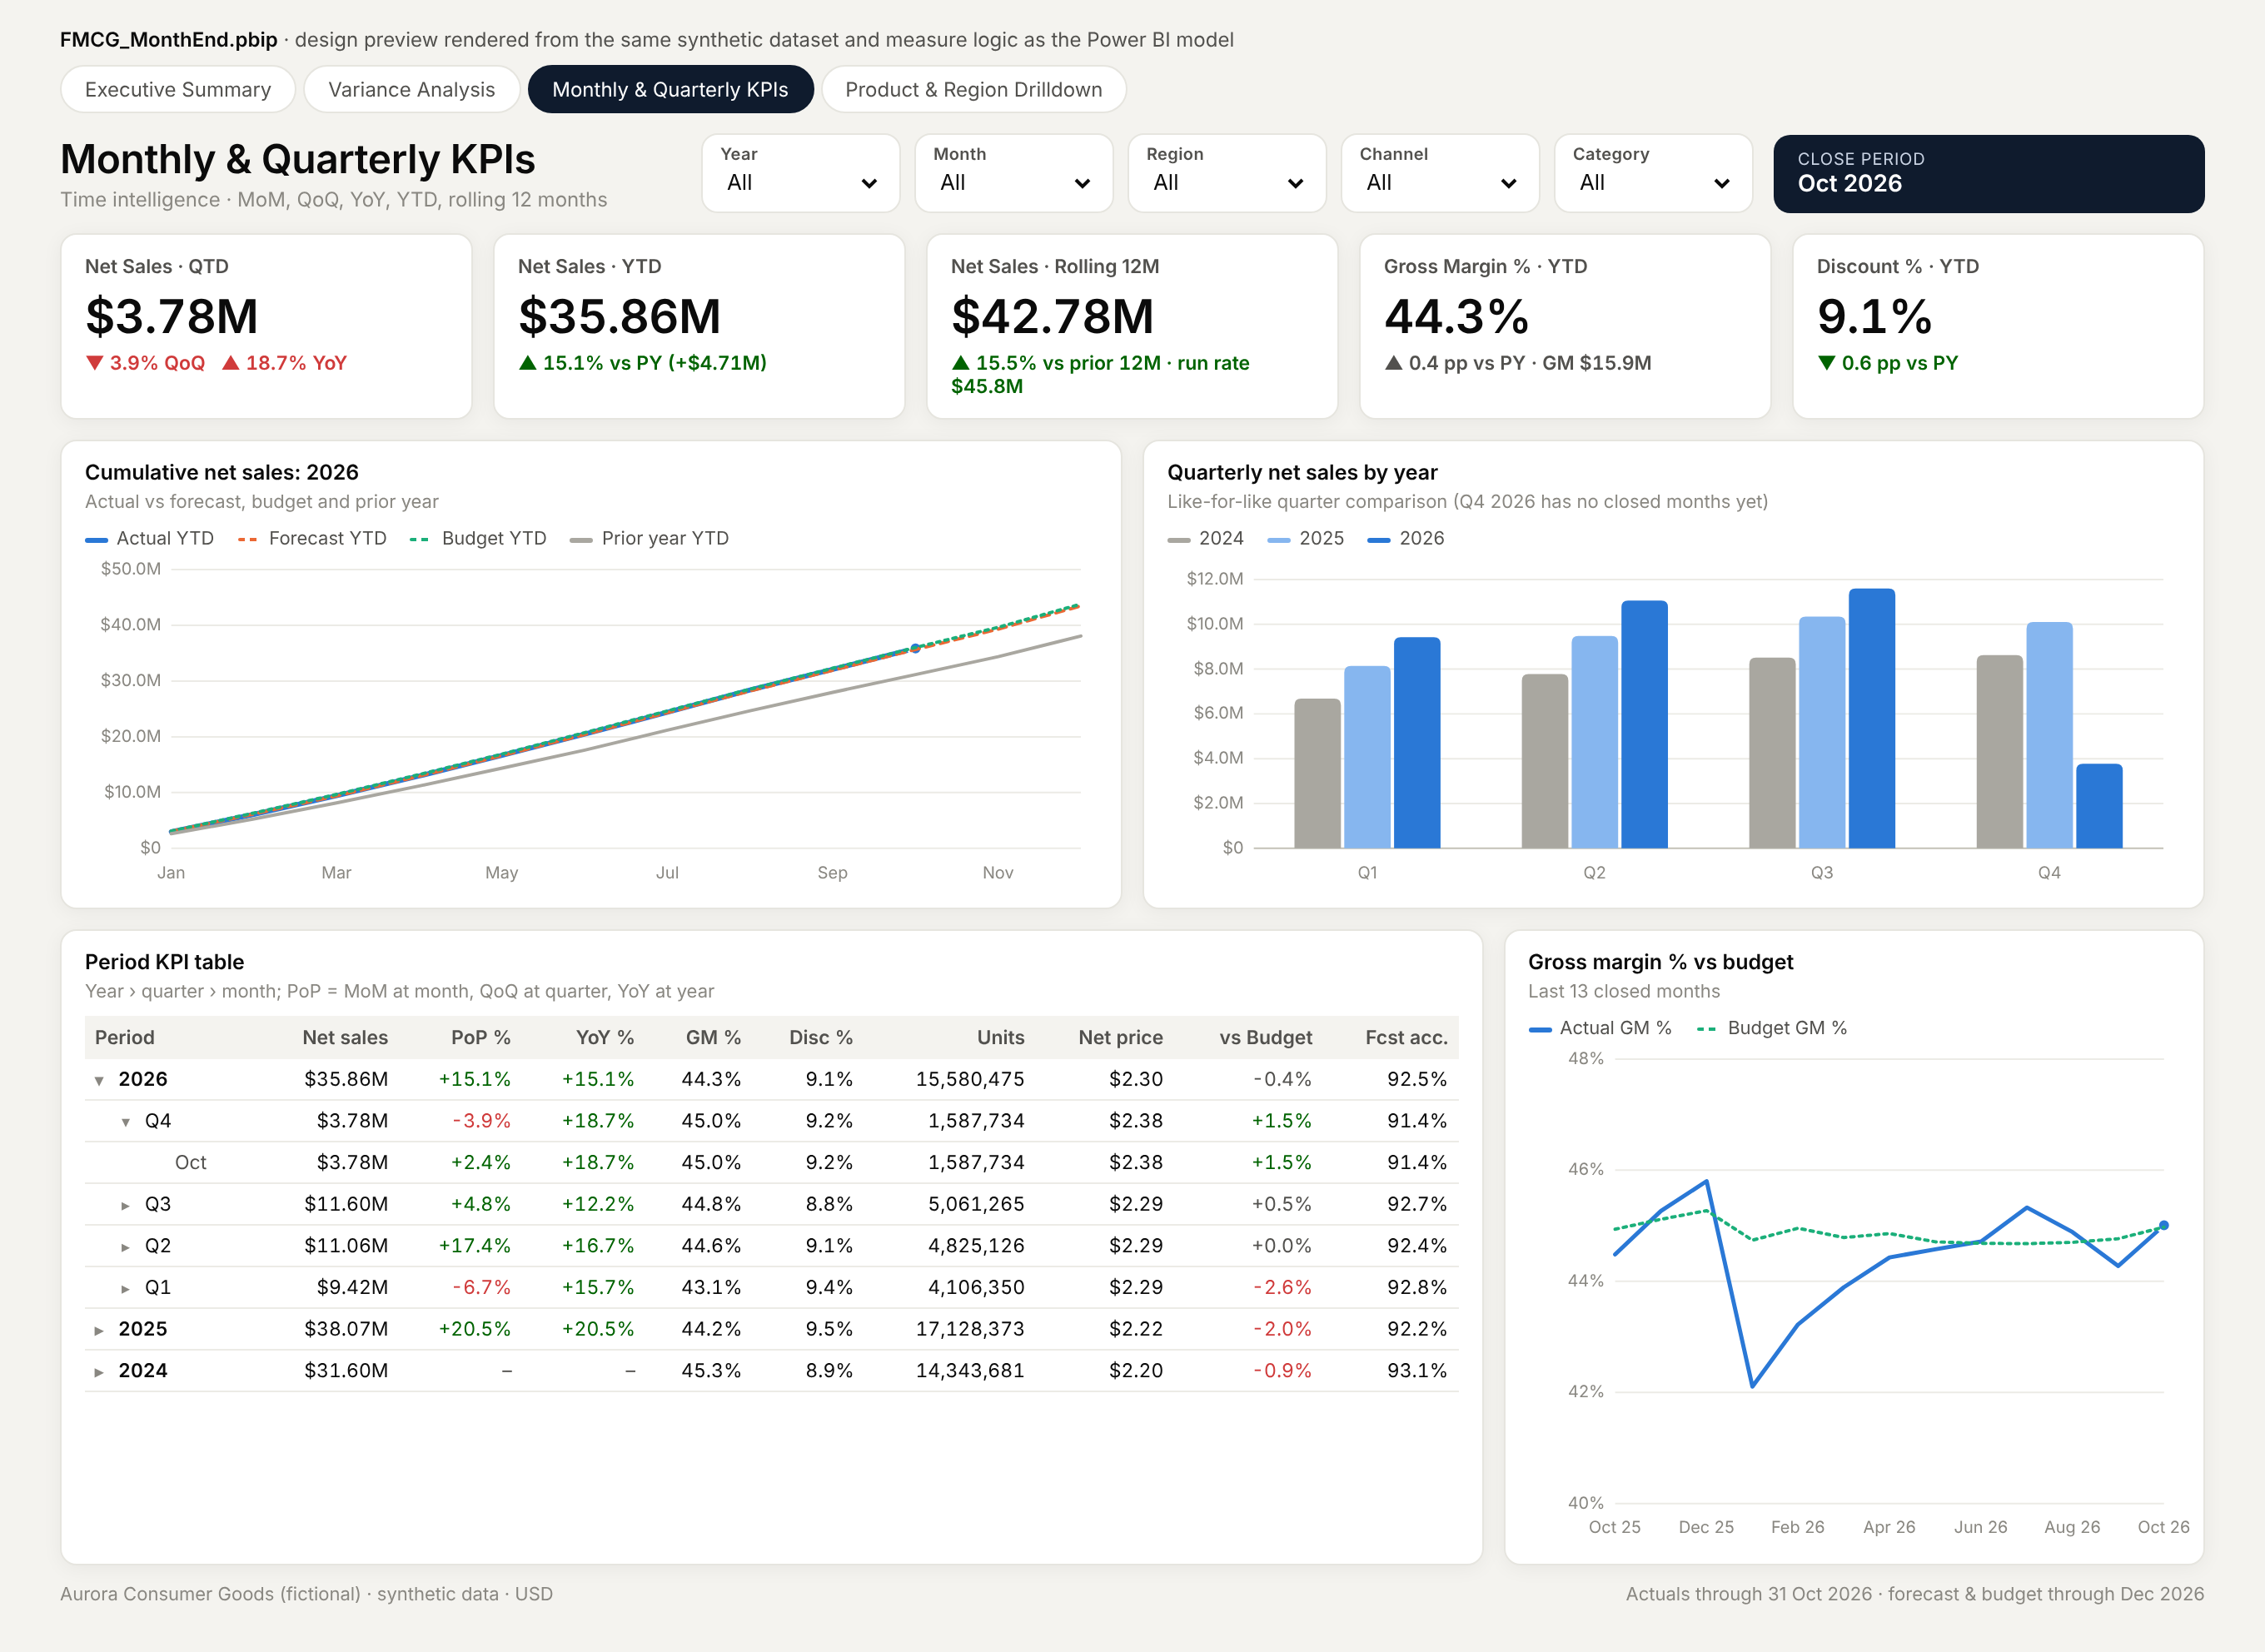 FMCG_MonthEnd.pbip · design preview rendered from the same synthetic dataset and measure logic as the Power BI model
Executive Summary
Variance Analysis
Monthly & Quarterly KPIs
Product & Region Drilldown
Monthly & Quarterly KPIs
Time intelligence · MoM, QoQ, YoY, YTD, rolling 12 months
Year
All
Month
All
Region
All
Channel
All
Category
All
CLOSE PERIOD
Oct 2026
Net Sales · QTD
$3.78M
▼ 3.9% QoQ ▲ 18.7% YoY
Net Sales · YTD
$35.86M
▲ 15.1% vs PY (+$4.71M)
Net Sales · Rolling 12M
$42.78M
▲ 15.5% vs prior 12M · run rate
$45.8M
Gross Margin % · YTD
44.3%
▲ 0.4 pp vs PY · GM $15.9M
Discount % · YTD
9.1%
▼ 0.6 pp vs PY
Cumulative net sales: 2026
Actual vs forecast, budget and prior year
Actual YTD Forecast YTD Budget YTD Prior year YTD
$50.0M
$40.0M
$30.0M
$20.0M
$10.0M
$0
Jan Mar May Jul Sep Nov
Quarterly net sales by year
Like-for-like quarter comparison (Q4 2026 has no closed months yet)
2024 2025 2026
$12.0M
$10.0M
$8.0M
$6.0M
$4.0M
$2.0M
$0
Q1 Q2 Q3 Q4
Period KPI table
Year › quarter › month; PoP = MoM at month, QoQ at quarter, YoY at year
Period Net sales PoP % YoY % GM % Disc % Units Net price vs Budget Fcst acc.
▾ 2026 $35.86M +15.1% +15.1% 44.3% 9.1% 15,580,475 $2.30 -0.4% 92.5%
▾ Q4 $3.78M -3.9% +18.7% 45.0% 9.2% 1,587,734 $2.38 +1.5% 91.4%
Oct $3.78M +2.4% +18.7% 45.0% 9.2% 1,587,734 $2.38 +1.5% 91.4%
▸ Q3 $11.60M +4.8% +12.2% 44.8% 8.8% 5,061,265 $2.29 +0.5% 92.7%
▸ Q2 $11.06M +17.4% +16.7% 44.6% 9.1% 4,825,126 $2.29 +0.0% 92.4%
▸ Q1 $9.42M -6.7% +15.7% 43.1% 9.4% 4,106,350 $2.29 -2.6% 92.8%
▸ 2025 $38.07M +20.5% +20.5% 44.2% 9.5% 17,128,373 $2.22 -2.0% 92.2%
▸ 2024 $31.60M – – 45.3% 8.9% 14,343,681 $2.20 -0.9% 93.1%
Gross margin % vs budget
Last 13 closed months
Actual GM % Budget GM %
48%
46%
44%
42%
40%
Oct 25 Dec 25 Feb 26 Apr 26 Jun 26 Aug 26 Oct 26
Aurora Consumer Goods (fictional) · synthetic data · USD
Actuals through 31 Oct 2026 · forecast & budget through Dec 2026